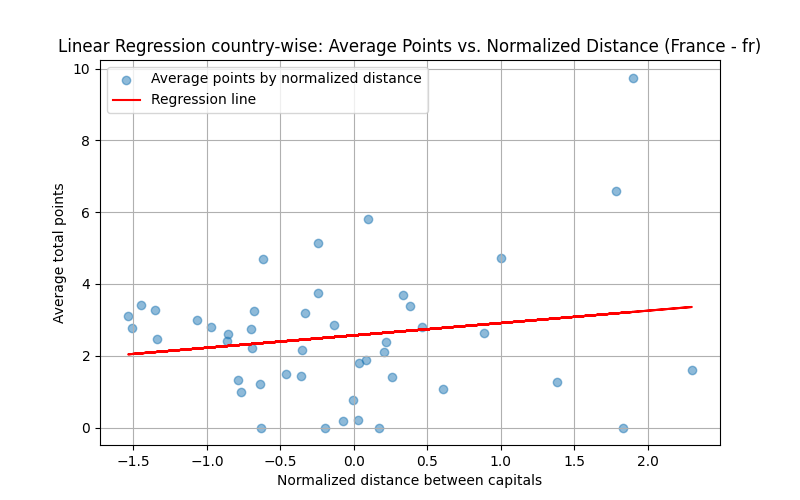 Linear Regression country-wise: Average Points vs. Normalized Distance (France - fr)
Average points by normalized distance
Regression line
10
8
6
4
2
0
Average total points
−1.5 −1.0 −0.5 0.0 0.5 1.0 1.5 2.0
Normalized distance between capitals